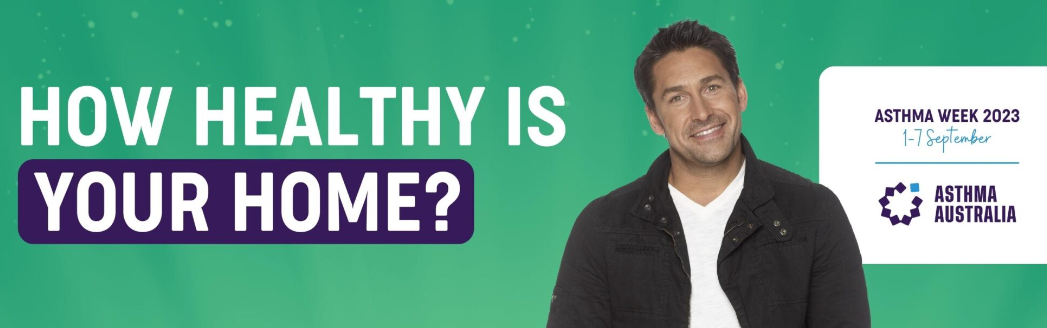 HOW HEALTHY IS
YOUR HOME?
ASTHMA WEEK 2023
1-7 September
ASTHMA
AUSTRALIA